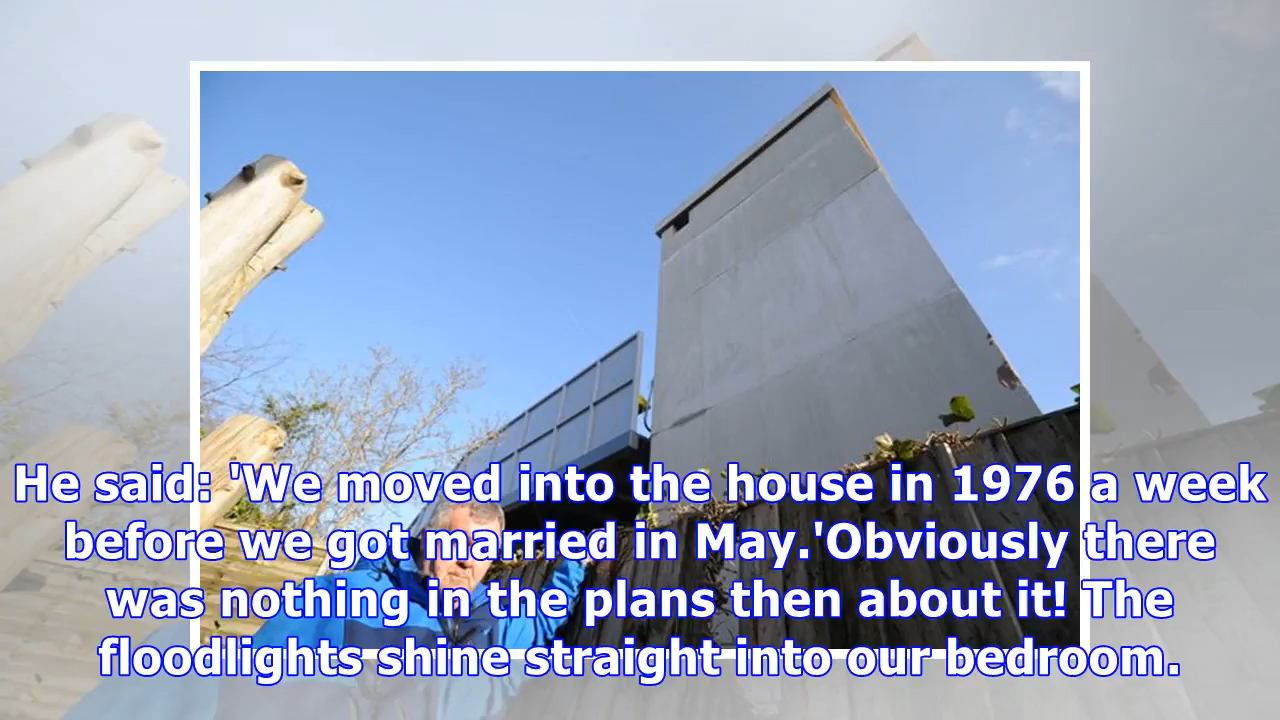 He said: 'We moved into the house in 1976 a week
before we got married in May.'Obviously there
was nothing in the plans then about it! The
floodlights shine straight into our bedroom.